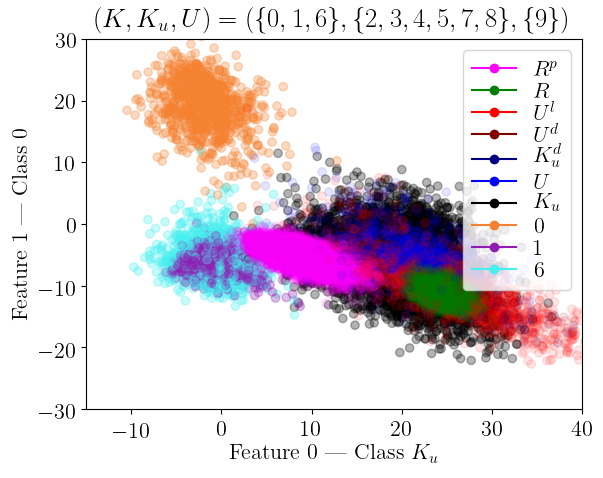 (K, K_u, U) = ({0, 1, 6}, {2, 3, 4, 5, 7, 8}, {9})
30
20
10
0
−10
−20
−30
Feature 1 — Class 0
R^p
R
U^l
U^d
K_u^d
U
K_u
0
1
6
−10
0
10
20
30
40
Feature 0 — Class K_u